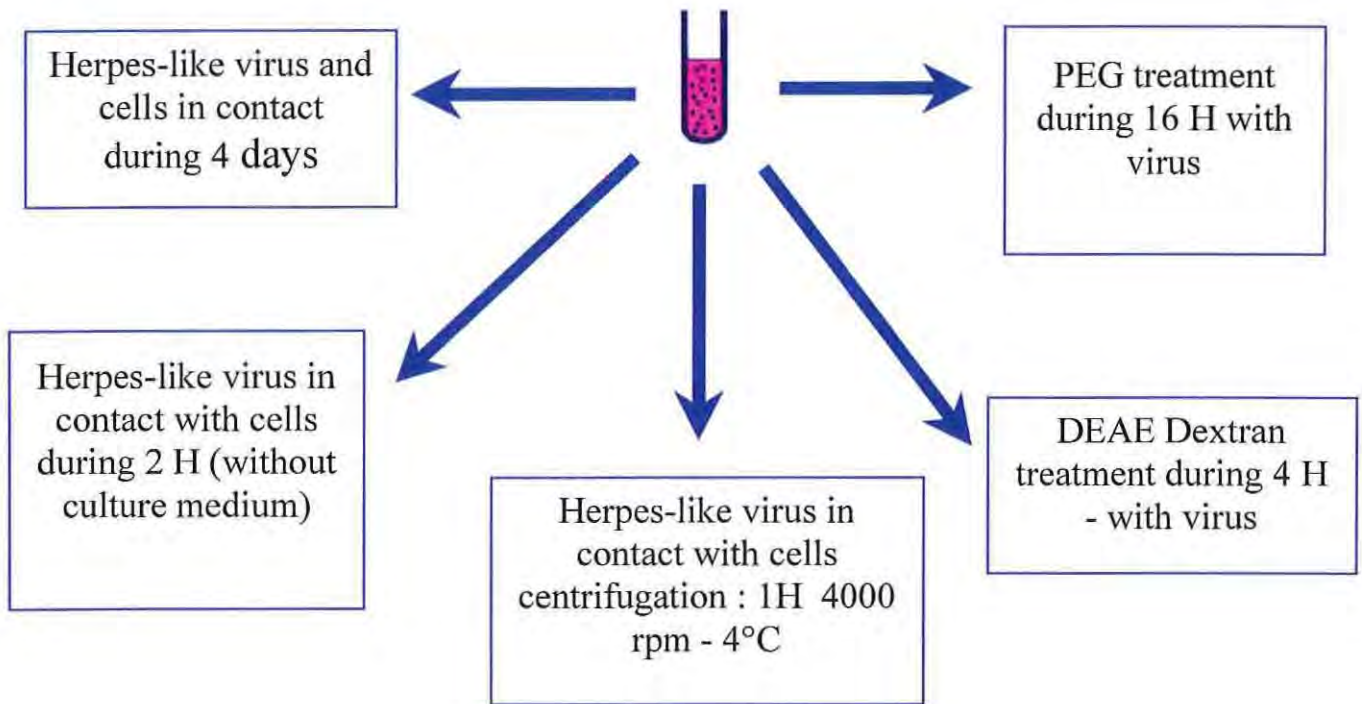 Herpes-like virus and
cells in contact
during 4 days
PEG treatment
during 16 H with
virus
Herpes-like virus in
contact with cells
during 2 H (without
culture medium)
Herpes-like virus in
contact with cells
centrifugation : 1H 4000
rpm - 4°C
DEAE Dextran
treatment during 4 H
- with virus